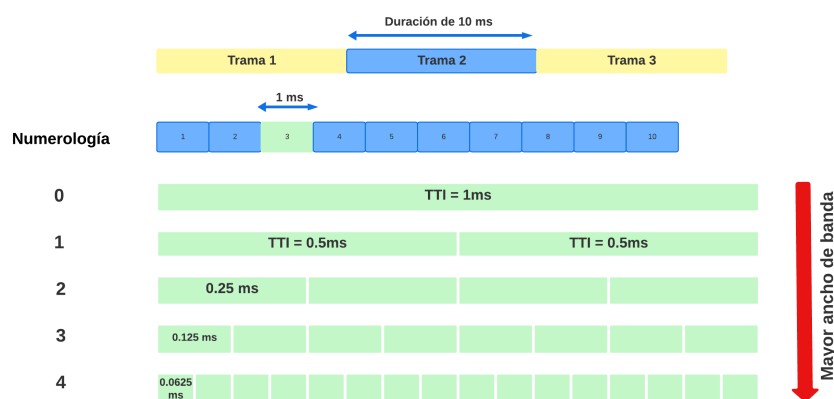 Duración de 10 ms
Trama 1 Trama 2 Trama 3
1 ms
Numerología 1 2 3 4 5 6 7 8 9 10
0 TTI = 1ms
1 TTI = 0.5ms TTI = 0.5ms
2 0.25 ms
3 0.125 ms
4 0.0625
ms
Mayor ancho de banda